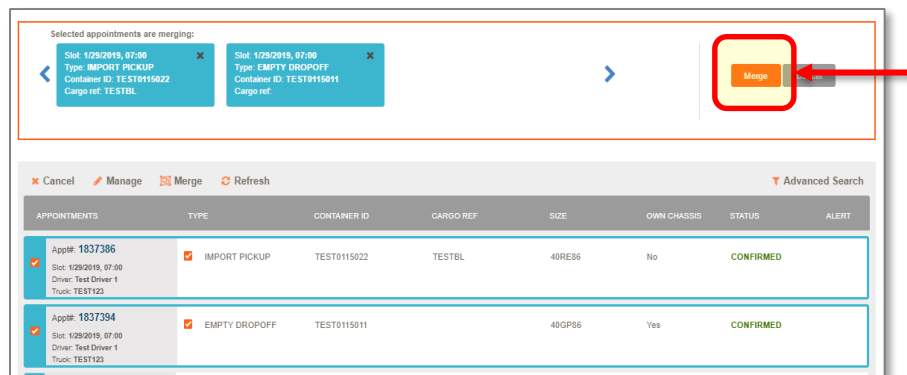 Selected appointments are merging:
Slot: 1/29/2019, 07:00
Type: IMPORT PICKUP
Container ID: TEST0115022
Cargo ref: TESTBL
Slot: 1/29/2019, 07:00
Type: EMPTY DROPOFF
Container ID: TEST0115011
Cargo ref:
Merge
Cancel Manage Merge Refresh Advanced Search
APPOINTMENTS TYPE CONTAINER ID CARGO REF SIZE OWN CHASSIS STATUS ALERT
Appt#: 1837386
IMPORT PICKUP TEST0115022 TESTBL 40RE86 No CONFIRMED
Slot: 1/29/2019, 07:00
Driver: Test Driver 1
Truck: TEST123
Appt#: 1837394
EMPTY DROPOFF TEST0115011 40GP86 Yes CONFIRMED
Slot: 1/29/2019, 07:00
Driver: Test Driver 1
Truck: TEST123